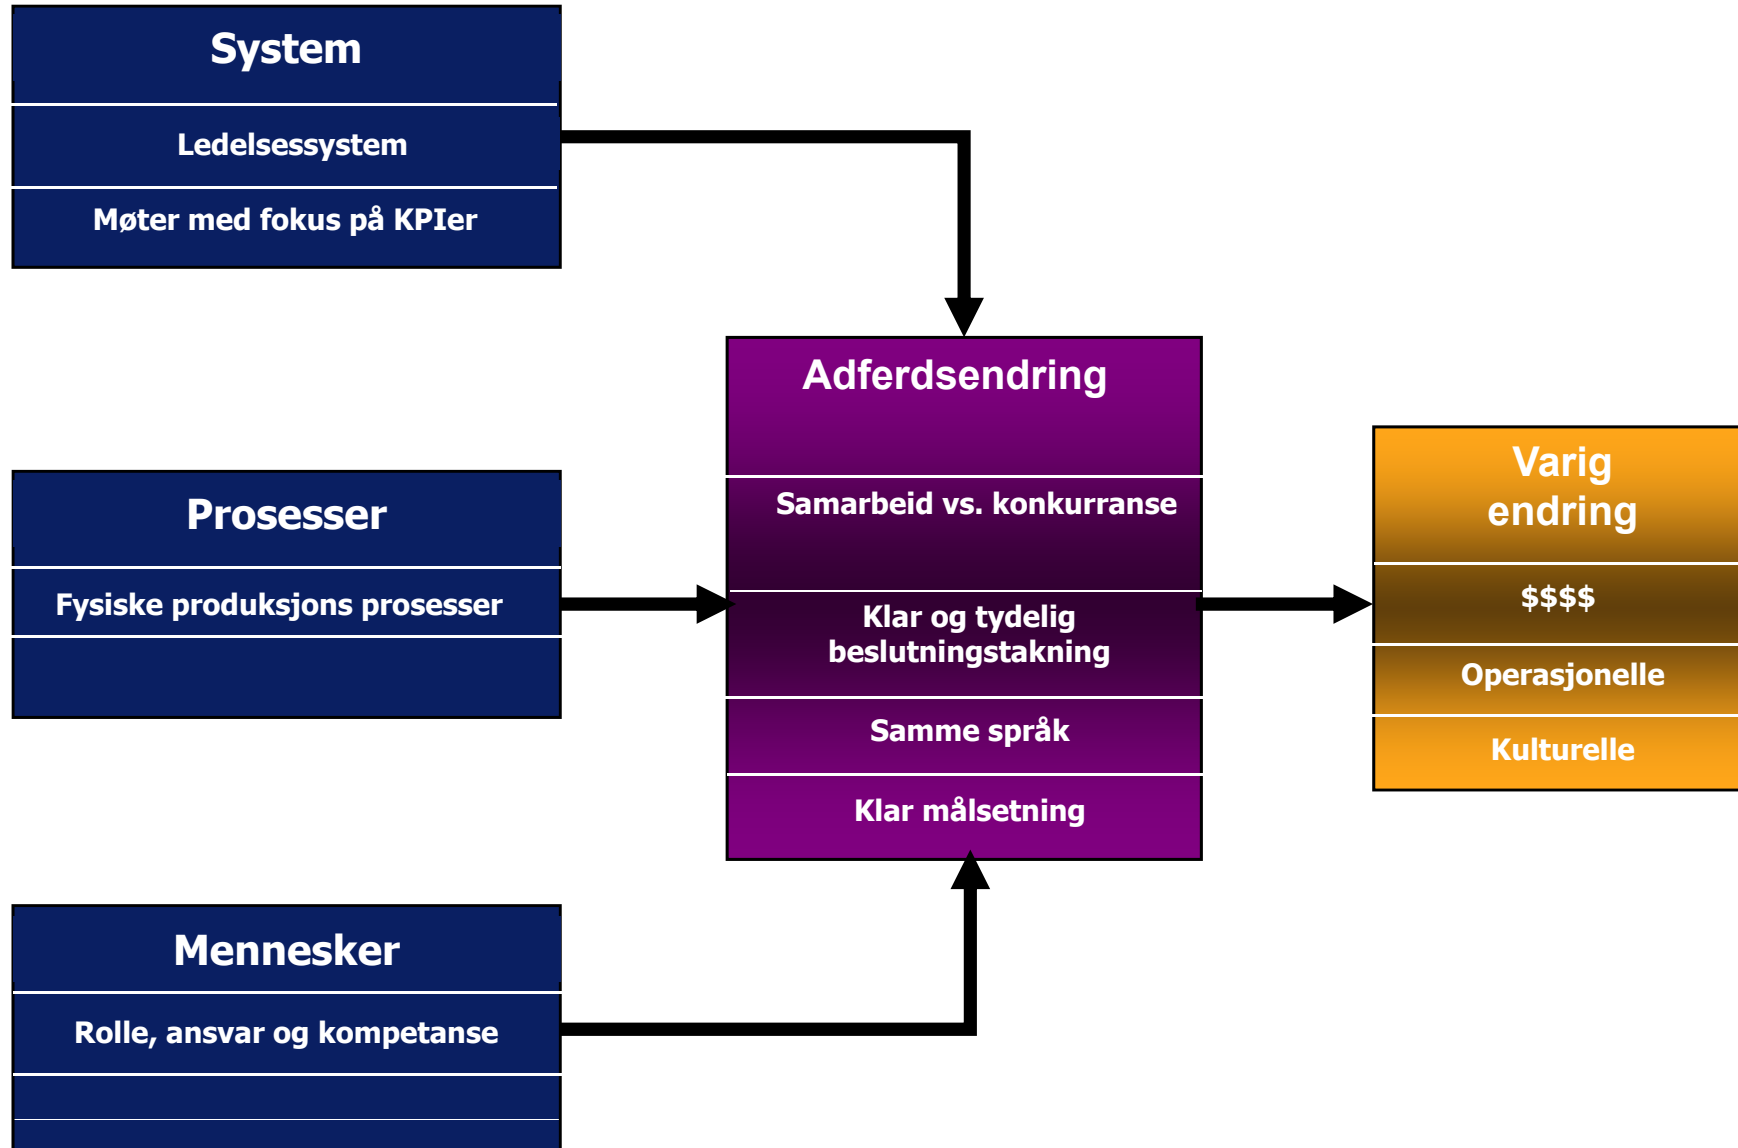 System
Ledelsessystem
Møter med fokus på KPIer
Prosesser
Fysiske produksjons prosesser
Mennesker
Rolle, ansvar og kompetanse
Adferdsendring
Samarbeid vs. konkurranse
Klar og tydelig
beslutningstakning
Samme språk
Klar målsetning
Varig
endring
$$$$
Operasjonelle
Kulturelle